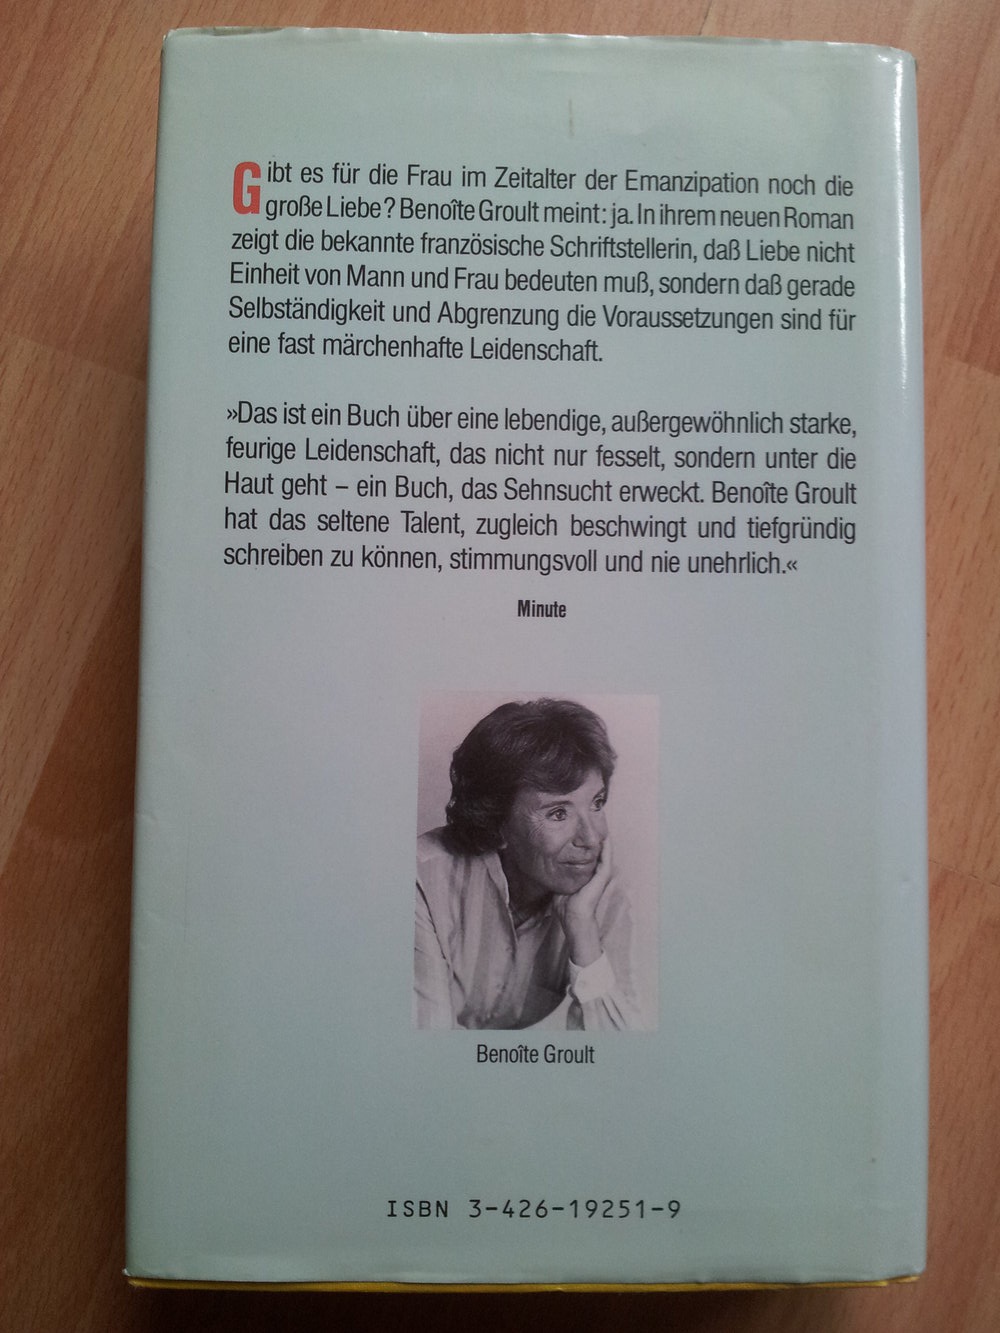 Gibt es für die Frau im Zeitalter der Emanzipation noch die
große Liebe? Benoîte Groult meint: ja. In ihrem neuen Roman
zeigt die bekannte französische Schriftstellerin, daß Liebe nicht
Einheit von Mann und Frau bedeuten muß, sondern daß gerade
Selbständigkeit und Abgrenzung die Voraussetzungen sind für
eine fast märchenhafte Leidenschaft.
»Das ist ein Buch über eine lebendige, außergewöhnlich starke,
feurige Leidenschaft, das nicht nur fesselt, sondern unter die
Haut geht – ein Buch, das Sehnsucht erweckt. Benoîte Groult
hat das seltene Talent, zugleich beschwingt und tiefgründig
schreiben zu können, stimmungsvoll und nie unehrlich.«
Minute
Benoîte Groult
ISBN 3-426-19251-9